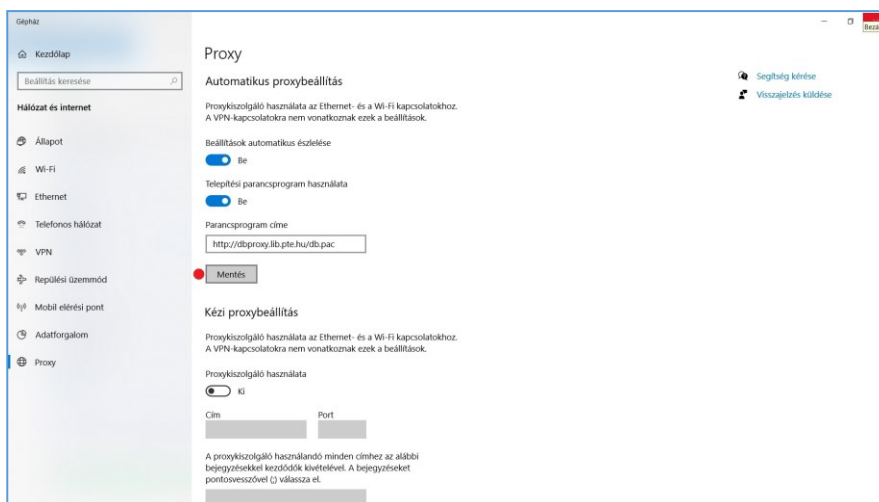 Gépház
Bezá
Kezdőlap
Beállítás keresése
Hálózat és internet
Állapot
Wi-Fi
Ethernet
Telefonos hálózat
VPN
Repülési üzemmód
Mobil elérési pont
Adatforgalom
Proxy
Proxy
Automatikus proxybeállítás
Proxykiszolgáló használata az Ethernet- és a Wi-Fi kapcsolatokhoz.
A VPN-kapcsolatokra nem vonatkoznak ezek a beállítások.
Beállítások automatikus észlelése
Be
Telepítési parancsprogram használata
Be
Parancsprogram címe
http://dbproxy.lib.pte.hu/db.pac
Mentés
Kézi proxybeállítás
Proxykiszolgáló használata az Ethernet- és a Wi-Fi kapcsolatokhoz.
A VPN-kapcsolatokra nem vonatkoznak ezek a beállítások.
Proxykiszolgáló használata
Ki
Cím Port
A proxykiszolgáló használandó minden címhez az alábbi
bejegyzésekkel kezdődők kivételével. A bejegyzéseket
pontosvesszővel (;) válassza el.
Segítség kérése
Visszajelzés küldése